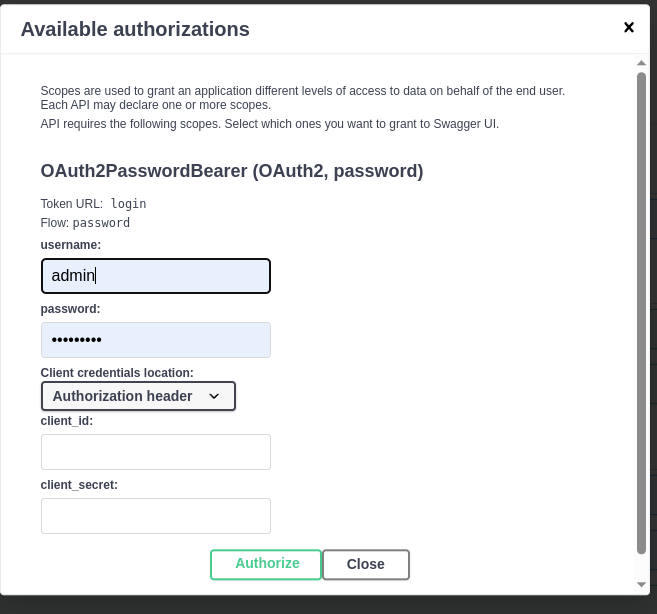 Available authorizations
Scopes are used to grant an application different levels of access to data on behalf of the end user.
Each API may declare one or more scopes.
API requires the following scopes. Select which ones you want to grant to Swagger UI.
OAuth2PasswordBearer (OAuth2, password)
Token URL: login
Flow: password
username:
admin
password:
•••••••••
Client credentials location:
Authorization header
client_id:
client_secret:
Authorize
Close